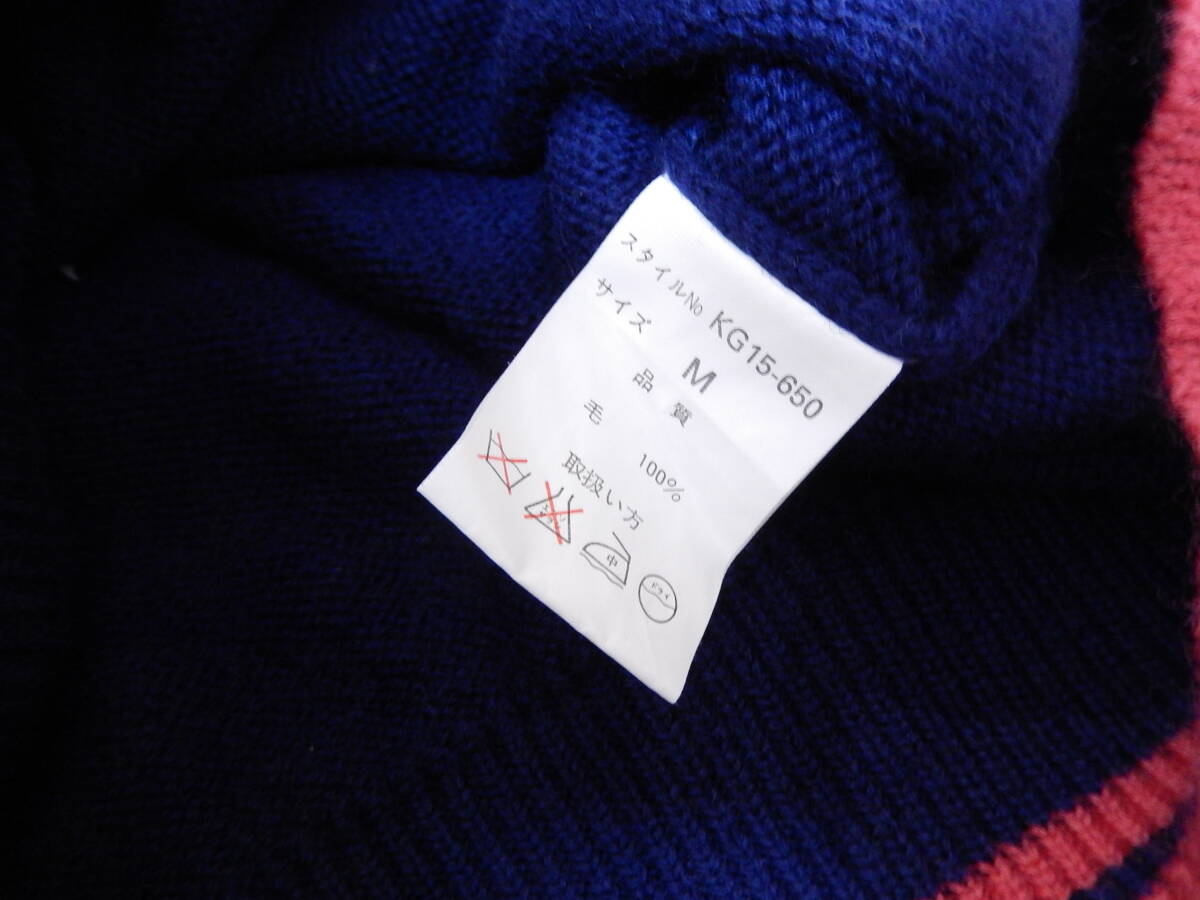 スタイルNo KG15-650
サイズ M
品 質
毛 100%
取扱い方
中 ドライ